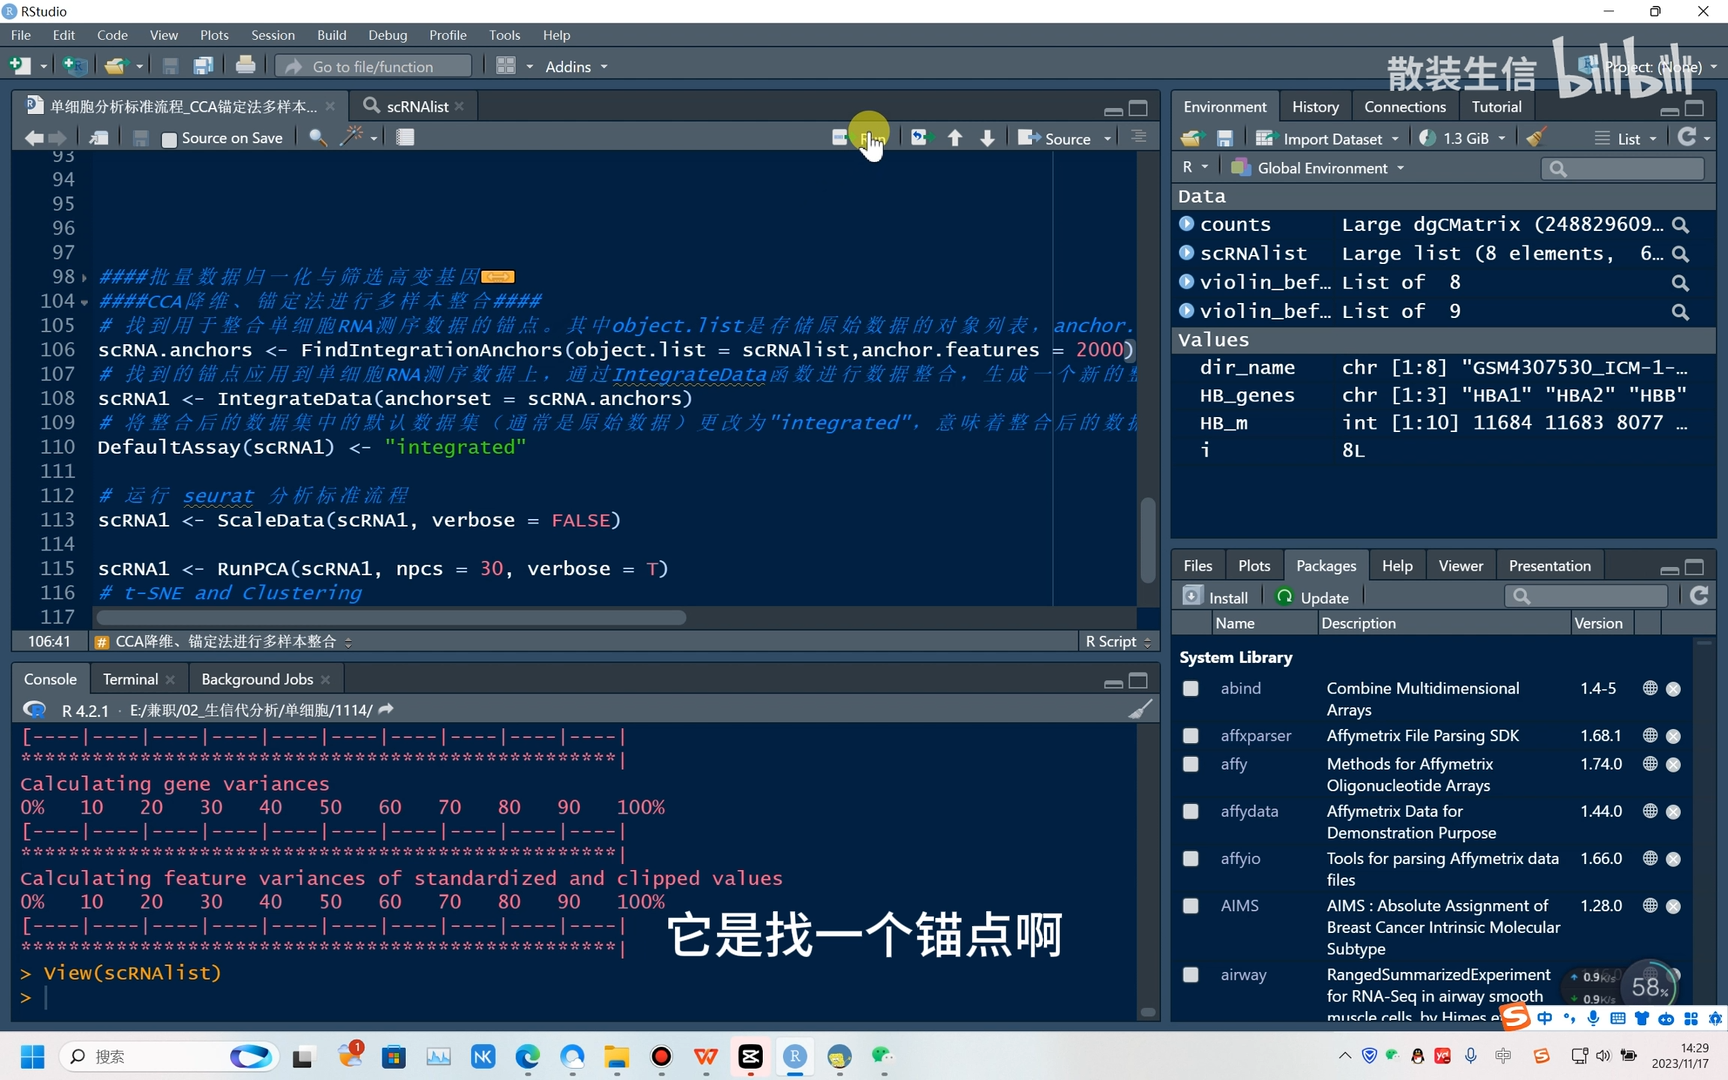 RStudio
File Edit Code View Plots Session Build Debug Profile Tools Help
Go to file/function Addins Project: (None)
散装生信 bilibili
单细胞分析标准流程_CCA锚定法多样本... scRNAlist
Source on Save Run Source
93
94
95
96
97
98 ####批量数据归一化与筛选高变基因
104 ####CCA降维、锚定法进行多样本整合####
105 # 找到用于整合单细胞RNA测序数据的锚点。其中object.list是存储原始数据的对象列表，anchor.
106 scRNA.anchors <- FindIntegrationAnchors(object.list = scRNAlist,anchor.features = 2000)
107 # 找到的锚点应用到单细胞RNA测序数据上，通过IntegrateData函数进行数据整合，生成一个新的整
108 scRNA1 <- IntegrateData(anchorset = scRNA.anchors)
109 # 将整合后的数据集中的默认数据集（通常是原始数据）更改为"integrated"，意味着整合后的数据
110 DefaultAssay(scRNA1) <- "integrated"
111
112 # 运行 seurat 分析标准流程
113 scRNA1 <- ScaleData(scRNA1, verbose = FALSE)
114
115 scRNA1 <- RunPCA(scRNA1, npcs = 30, verbose = T)
116 # t-SNE and Clustering
117
106:41 # CCA降维、锚定法进行多样本整合 R Script
Console Terminal Background Jobs
R 4.2.1 · E:/兼职/02_生信代分析/单细胞/1114/
[----|----|----|----|----|----|----|----|----|----|
**************************************************|
Calculating gene variances
0% 10 20 30 40 50 60 70 80 90 100%
[----|----|----|----|----|----|----|----|----|----|
**************************************************|
Calculating feature variances of standardized and clipped values
0% 10 20 30 40 50 60 70 80 90 100%
[----|----|----|----|----|----|----|----|----|----|
**************************************************|
> View(scRNAlist)
>
它是找一个锚点啊
Environment History Connections Tutorial
Import Dataset 1.3 GiB List
R Global Environment
Data
counts Large dgCMatrix (248829609…
scRNAlist Large list (8 elements, 6…
violin_bef… List of 8
violin_bef… List of 9
Values
dir_name chr [1:8] "GSM4307530_ICM-1-…
HB_genes chr [1:3] "HBA1" "HBA2" "HBB"
HB_m int [1:10] 11684 11683 8077 …
i 8L
Files Plots Packages Help Viewer Presentation
Install Update
Name Description Version
System Library
abind Combine Multidimensional Arrays 1.4-5
affxparser Affymetrix File Parsing SDK 1.68.1
affy Methods for Affymetrix Oligonucleotide Arrays 1.74.0
affydata Affymetrix Data for Demonstration Purpose 1.44.0
affyio Tools for parsing Affymetrix data files 1.66.0
AIMS AIMS : Absolute Assignment of Breast Cancer Intrinsic Molecular Subtype 1.28.0
airway RangedSummarizedExperiment for RNA-Seq in airway smooth muscle cells, by Himes
0.9K/s
0.9K/s
58%
中
搜索
14:29
2023/11/17